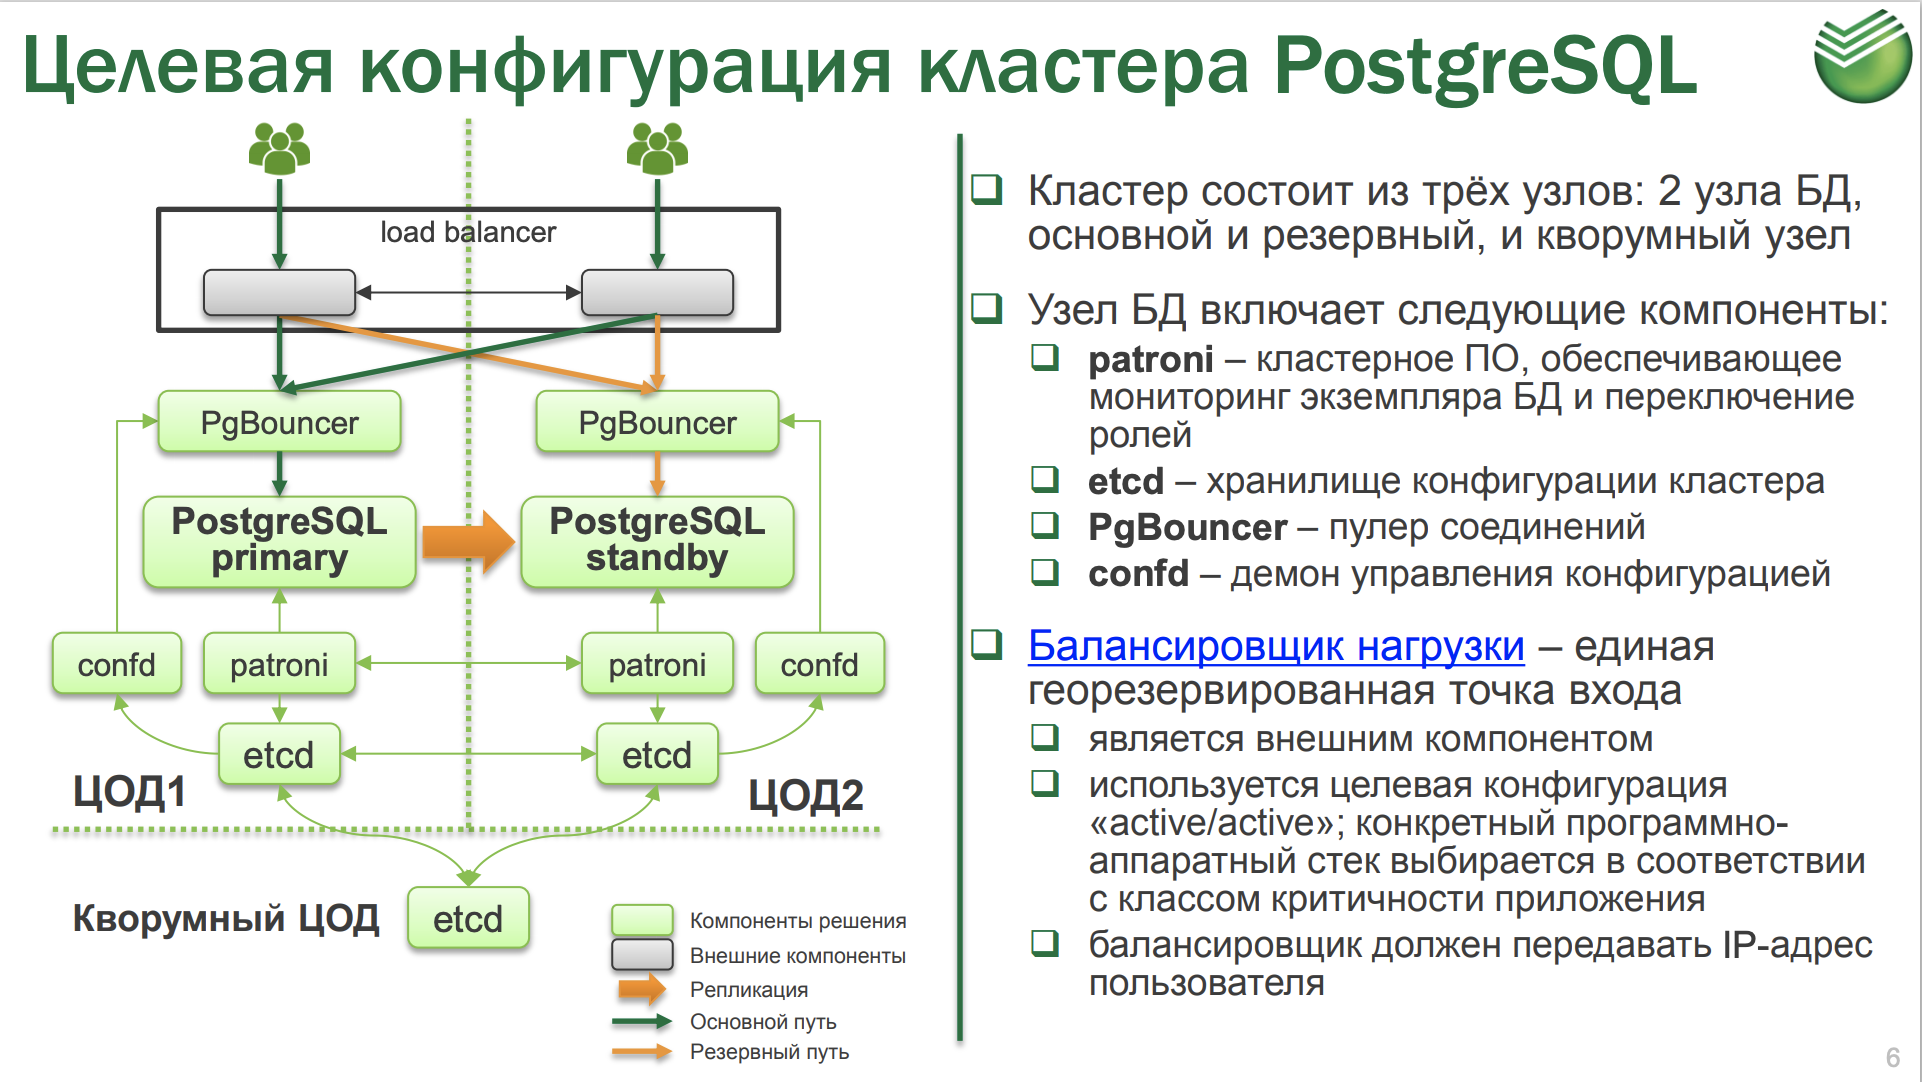 Целевая конфигурация кластера PostgreSQL
load balancer
PgBouncer
PgBouncer
PostgreSQL
primary
PostgreSQL
standby
confd
patroni
patroni
confd
etcd
etcd
ЦОД1
ЦОД2
Кворумный ЦОД
etcd
Компоненты решения
Внешние компоненты
Репликация
Основной путь
Резервный путь
Кластер состоит из трёх узлов: 2 узла БД,
основной и резервный, и кворумный узел
Узел БД включает следующие компоненты:
patroni – кластерное ПО, обеспечивающее
мониторинг экземпляра БД и переключение
ролей
etcd – хранилище конфигурации кластера
PgBouncer – пулер соединений
confd – демон управления конфигурацией
Балансировщик нагрузки – единая
георезервированная точка входа
является внешним компонентом
используется целевая конфигурация
«active/active»; конкретный программно-
аппаратный стек выбирается в соответствии
с классом критичности приложения
балансировщик должен передавать IP-адрес
пользователя
6